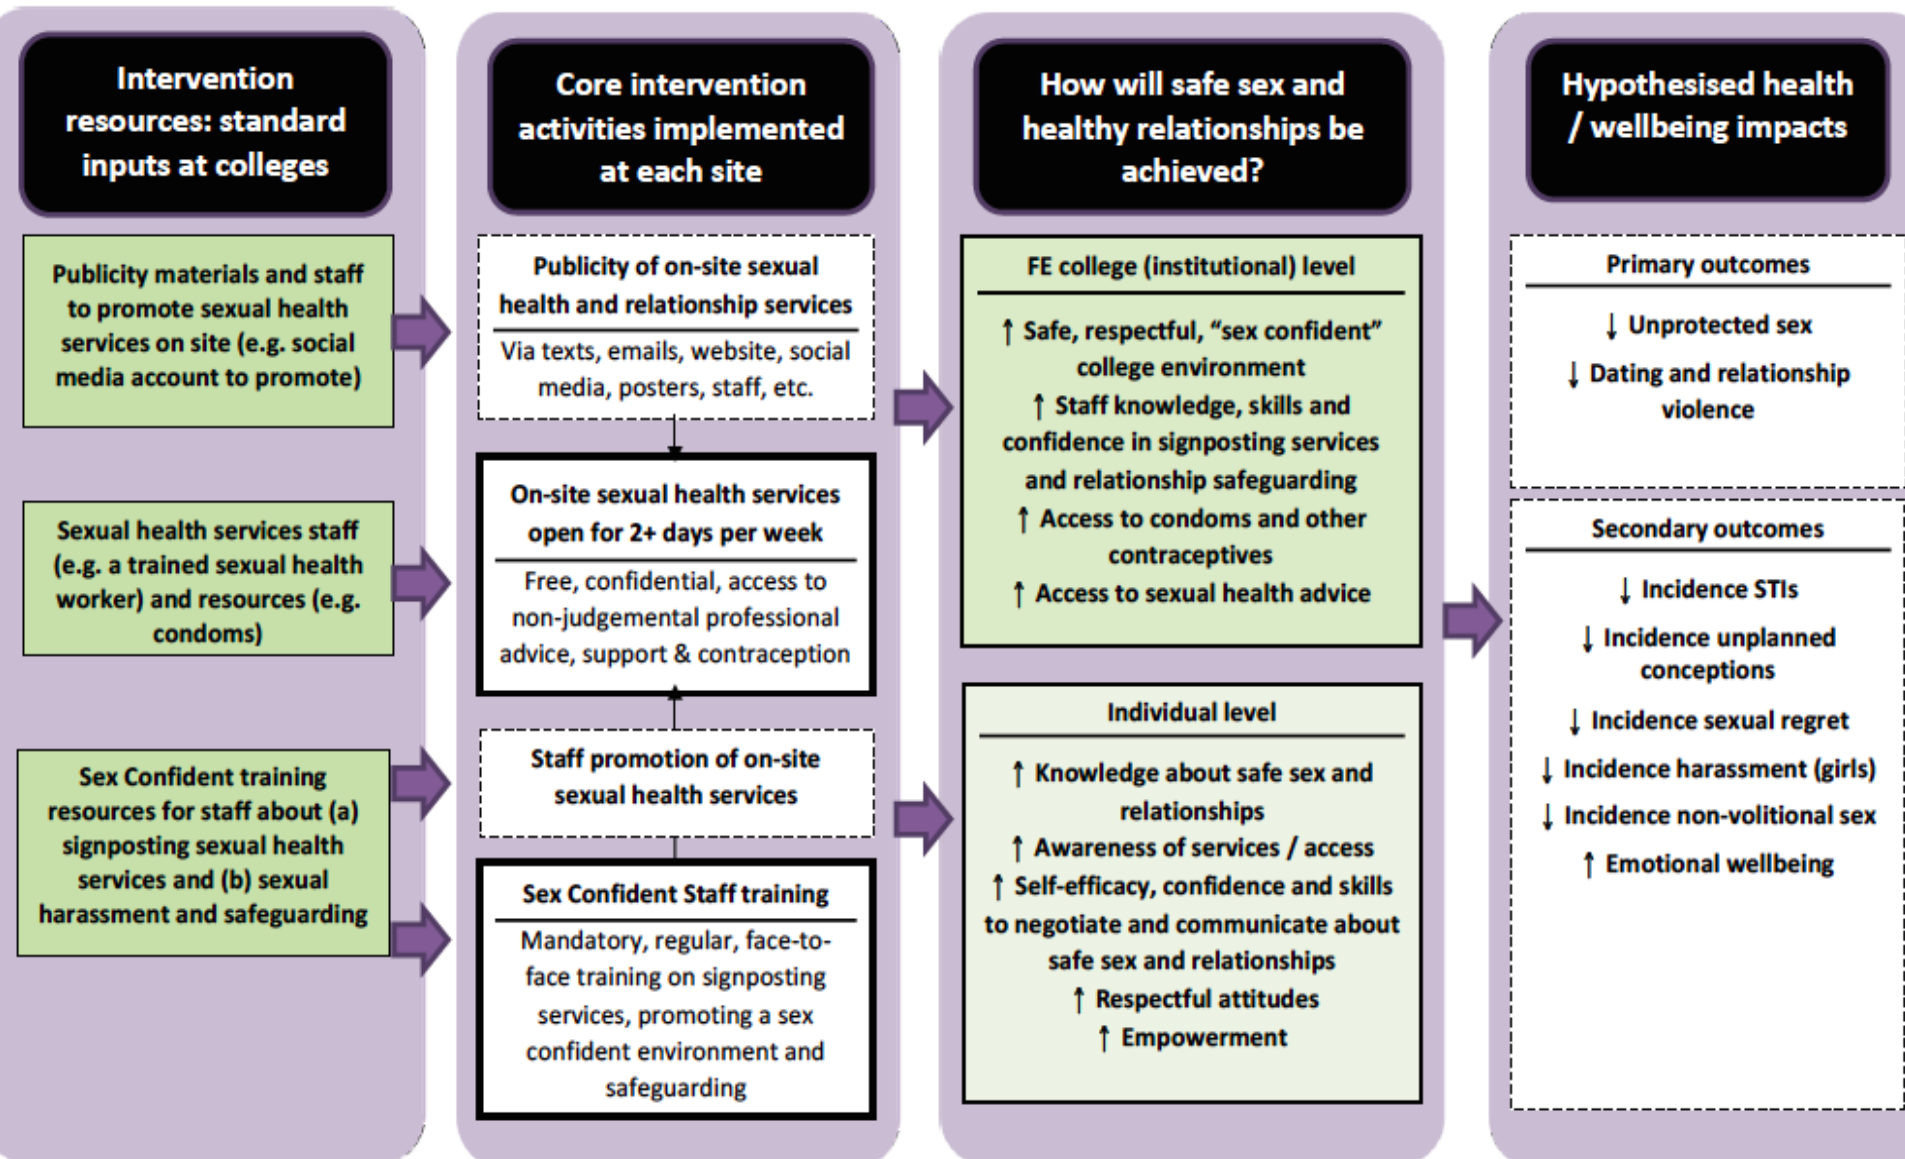 Intervention
resources: standard
inputs at colleges
Publicity materials and staff
to promote sexual health
services on site (e.g. social
media account to promote)
Sexual health services staff
(e.g. a trained sexual health
worker) and resources (e.g.
condoms)
Sex Confident training
resources for staff about (a)
signposting sexual health
services and (b) sexual
harassment and safeguarding
Core intervention
activities implemented
at each site
Publicity of on-site sexual
health and relationship services
Via texts, emails, website, social
media, posters, staff, etc.
On-site sexual health services
open for 2+ days per week
Free, confidential, access to
non-judgemental professional
advice, support & contraception
Staff promotion of on-site
sexual health services
Sex Confident Staff training
Mandatory, regular, face-to-
face training on signposting
services, promoting a sex
confident environment and
safeguarding
How will safe sex and
healthy relationships be
achieved?
FE college (institutional) level
↑ Safe, respectful, “sex confident”
college environment
↑ Staff knowledge, skills and
confidence in signposting services
and relationship safeguarding
↑ Access to condoms and other
contraceptives
↑ Access to sexual health advice
Individual level
↑ Knowledge about safe sex and
relationships
↑ Awareness of services / access
↑ Self-efficacy, confidence and skills
to negotiate and communicate about
safe sex and relationships
↑ Respectful attitudes
↑ Empowerment
Hypothesised health
/ wellbeing impacts
Primary outcomes
↓ Unprotected sex
↓ Dating and relationship
violence
Secondary outcomes
↓ Incidence STIs
↓ Incidence unplanned
conceptions
↓ Incidence sexual regret
↓ Incidence harassment (girls)
↓ Incidence non-volitional sex
↑ Emotional wellbeing